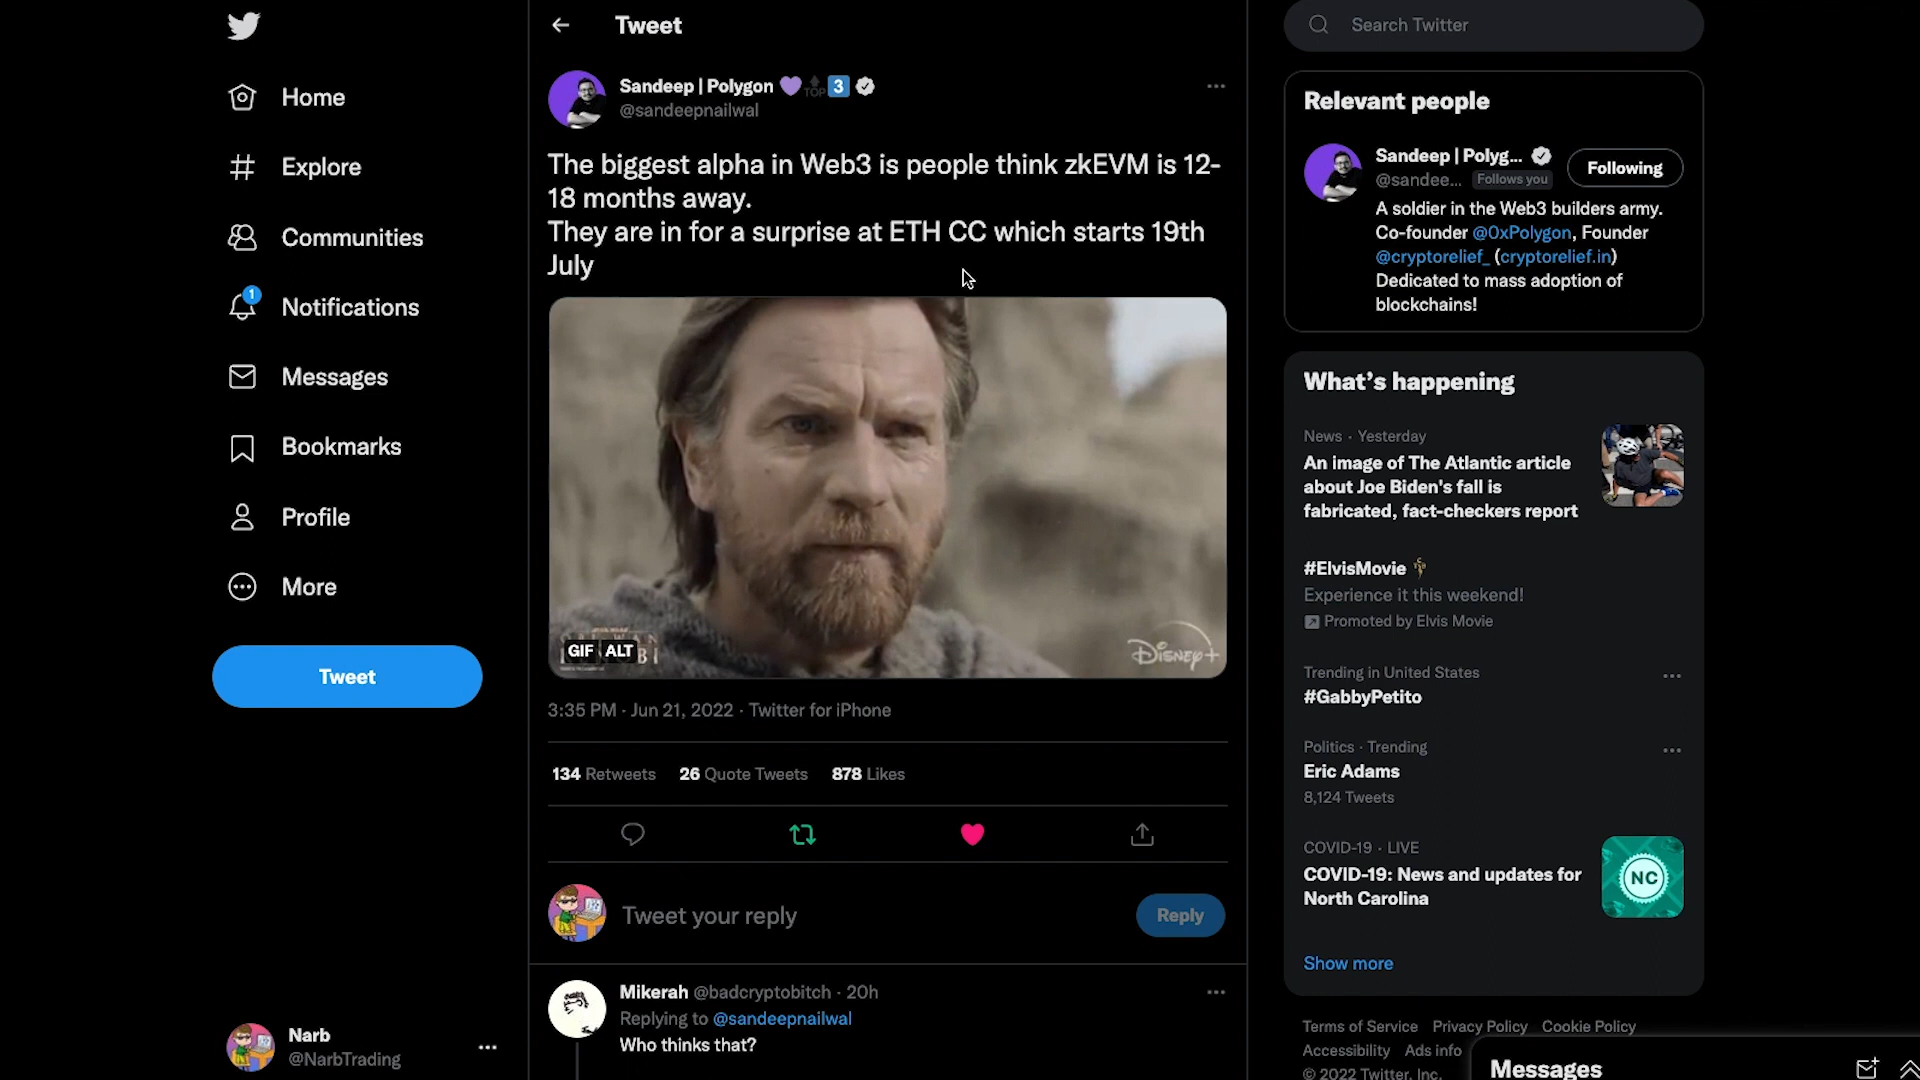 Home
Explore
Communities
1
Notifications
Messages
Bookmarks
Profile
More
Tweet
Narb
@NarbTrading
Tweet
Sandeep | Polygon 💜🔝3️⃣
@sandeepnailwal
The biggest alpha in Web3 is people think zkEVM is 12-
18 months away.
They are in for a surprise at ETH CC which starts 19th
July
GIF ALT
Disney+
3:35 PM · Jun 21, 2022 · Twitter for iPhone
134 Retweets 26 Quote Tweets 878 Likes
Tweet your reply
Reply
Mikerah @badcryptobitch · 20h
Replying to @sandeepnailwal
Who thinks that?
Search Twitter
Relevant people
Sandeep | Polyg...
@sandee... Follows you
Following
A soldier in the Web3 builders army.
Co-founder @0xPolygon, Founder
@cryptorelief_ (cryptorelief.in)
Dedicated to mass adoption of
blockchains!
What's happening
News · Yesterday
An image of The Atlantic article
about Joe Biden's fall is
fabricated, fact-checkers report
#ElvisMovie
Experience it this weekend!
Promoted by Elvis Movie
Trending in United States
#GabbyPetito
Politics · Trending
Eric Adams
8,124 Tweets
COVID-19 · LIVE
COVID-19: News and updates for
North Carolina
NC
Show more
Terms of Service Privacy Policy Cookie Policy
Accessibility Ads info
© 2022 Twitter, Inc.
Messages